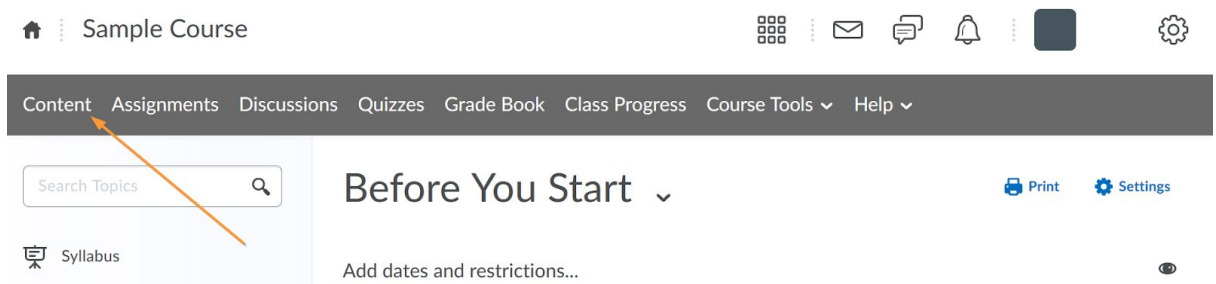 Sample Course
Content Assignments Discussions Quizzes Grade Book Class Progress Course Tools Help
Search Topics
Before You Start
Print Settings
Syllabus
Add dates and restrictions...